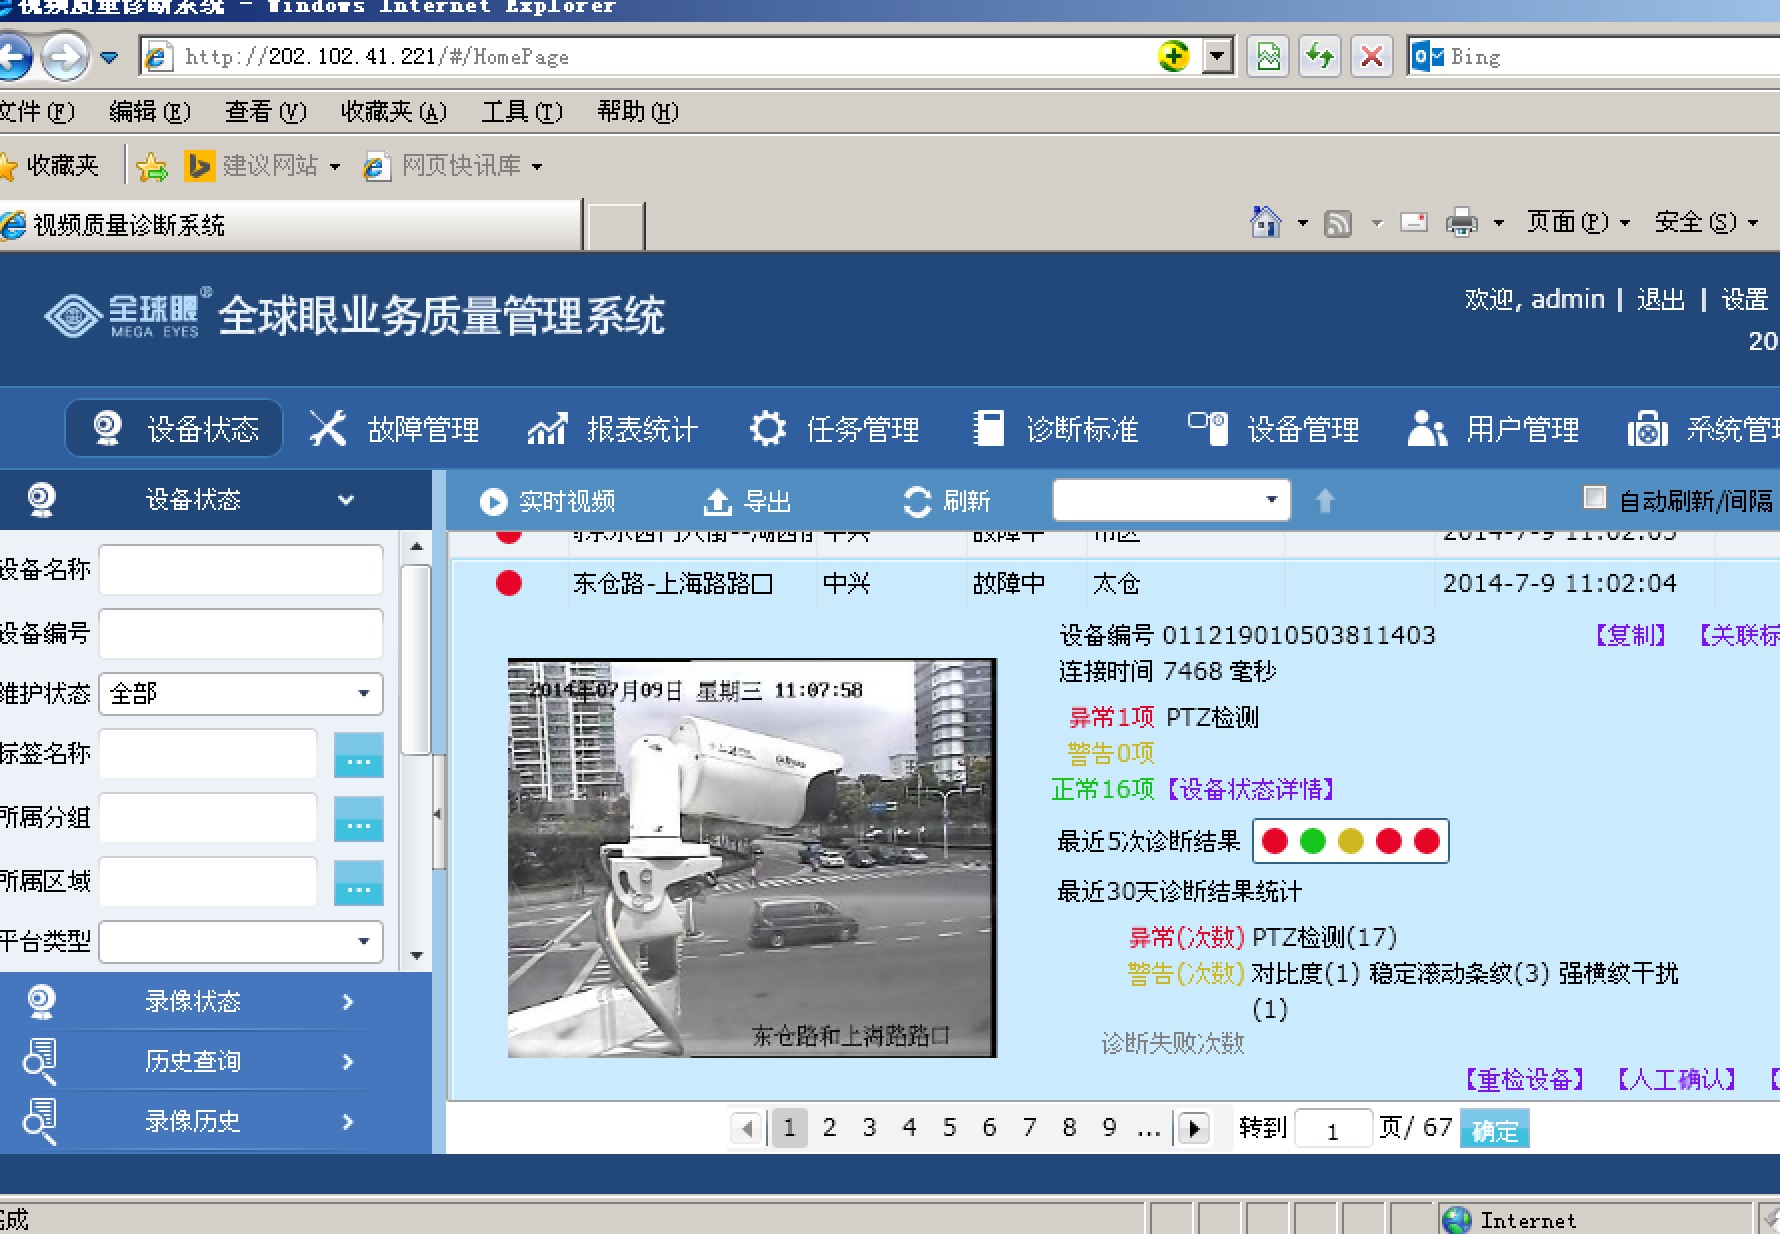 视频质量诊断系统 - Windows Internet Explorer
http://202.102.41.221/#/HomePage
Bing
文件(F) 编辑(E) 查看(V) 收藏夹(A) 工具(T) 帮助(H)
收藏夹 建议网站 网页快讯库
视频质量诊断系统 页面(P) 安全(S)
全球眼® MEGA EYES 全球眼业务质量管理系统
欢迎, admin | 退出 | 设置
20
设备状态 故障管理 报表统计 任务管理 诊断标准 设备管理 用户管理 系统管
设备状态 实时视频 导出 刷新 自动刷新/间隔
中兴 故障中 市区 2014-7-9 11:02:05
东仓路-上海路路口 中兴 故障中 太仓 2014-7-9 11:02:04
设备名称
设备编号
维护状态 全部
标签名称 ...
所属分组 ...
所属区域 ...
平台类型
录像状态
历史查询
录像历史
2014年07月09日 星期三 11:07:58
东仓路和上海路路口
设备编号 011219010503811403 【复制】 【关联标
连接时间 7468 毫秒
异常1项 PTZ检测
警告0项
正常16项【设备状态详情】
最近5次诊断结果
最近30天诊断结果统计
异常(次数) PTZ检测(17)
警告(次数) 对比度(1) 稳定滚动条纹(3) 强横纹干扰
(1)
诊断失败次数
【重检设备】 【人工确认】 【
1 2 3 4 5 6 7 8 9 ... 转到 1 页/ 67 确定
完成 Internet